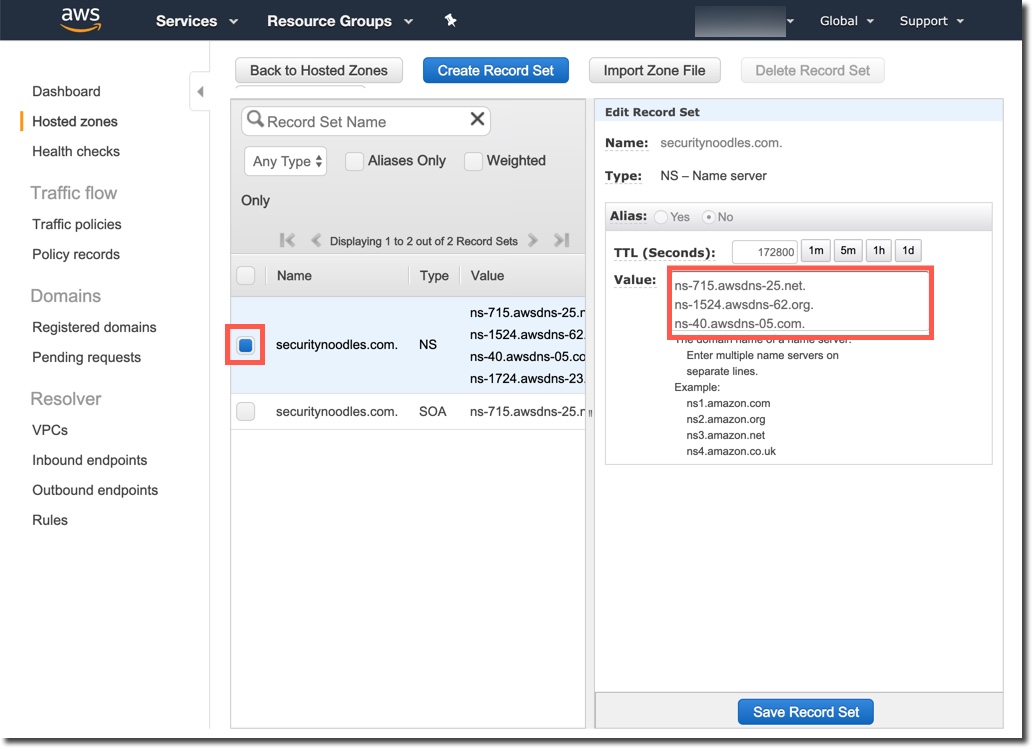 aws
Services
Resource Groups
Global
Support
Dashboard
Hosted zones
Health checks
Traffic flow
Traffic policies
Policy records
Domains
Registered domains
Pending requests
Resolver
VPCs
Inbound endpoints
Outbound endpoints
Rules
Back to Hosted Zones
Create Record Set
Import Zone File
Delete Record Set
Record Set Name
Any Type
Aliases Only
Weighted
Only
Displaying 1 to 2 out of 2 Record Sets
Name Type Value
ns-715.awsdns-25.n
ns-1524.awsdns-62.
securitynoodles.com. NS
ns-40.awsdns-05.co
ns-1724.awsdns-23.
securitynoodles.com. SOA ns-715.awsdns-25.n
Edit Record Set
Name: securitynoodles.com.
Type: NS – Name server
Alias: Yes No
TTL (Seconds): 172800 1m 5m 1h 1d
Value: ns-715.awsdns-25.net.
ns-1524.awsdns-62.org.
ns-40.awsdns-05.com.
The domain name of a name server.
Enter multiple name servers on
separate lines.
Example:
ns1.amazon.com
ns2.amazon.org
ns3.amazon.net
ns4.amazon.co.uk
Save Record Set